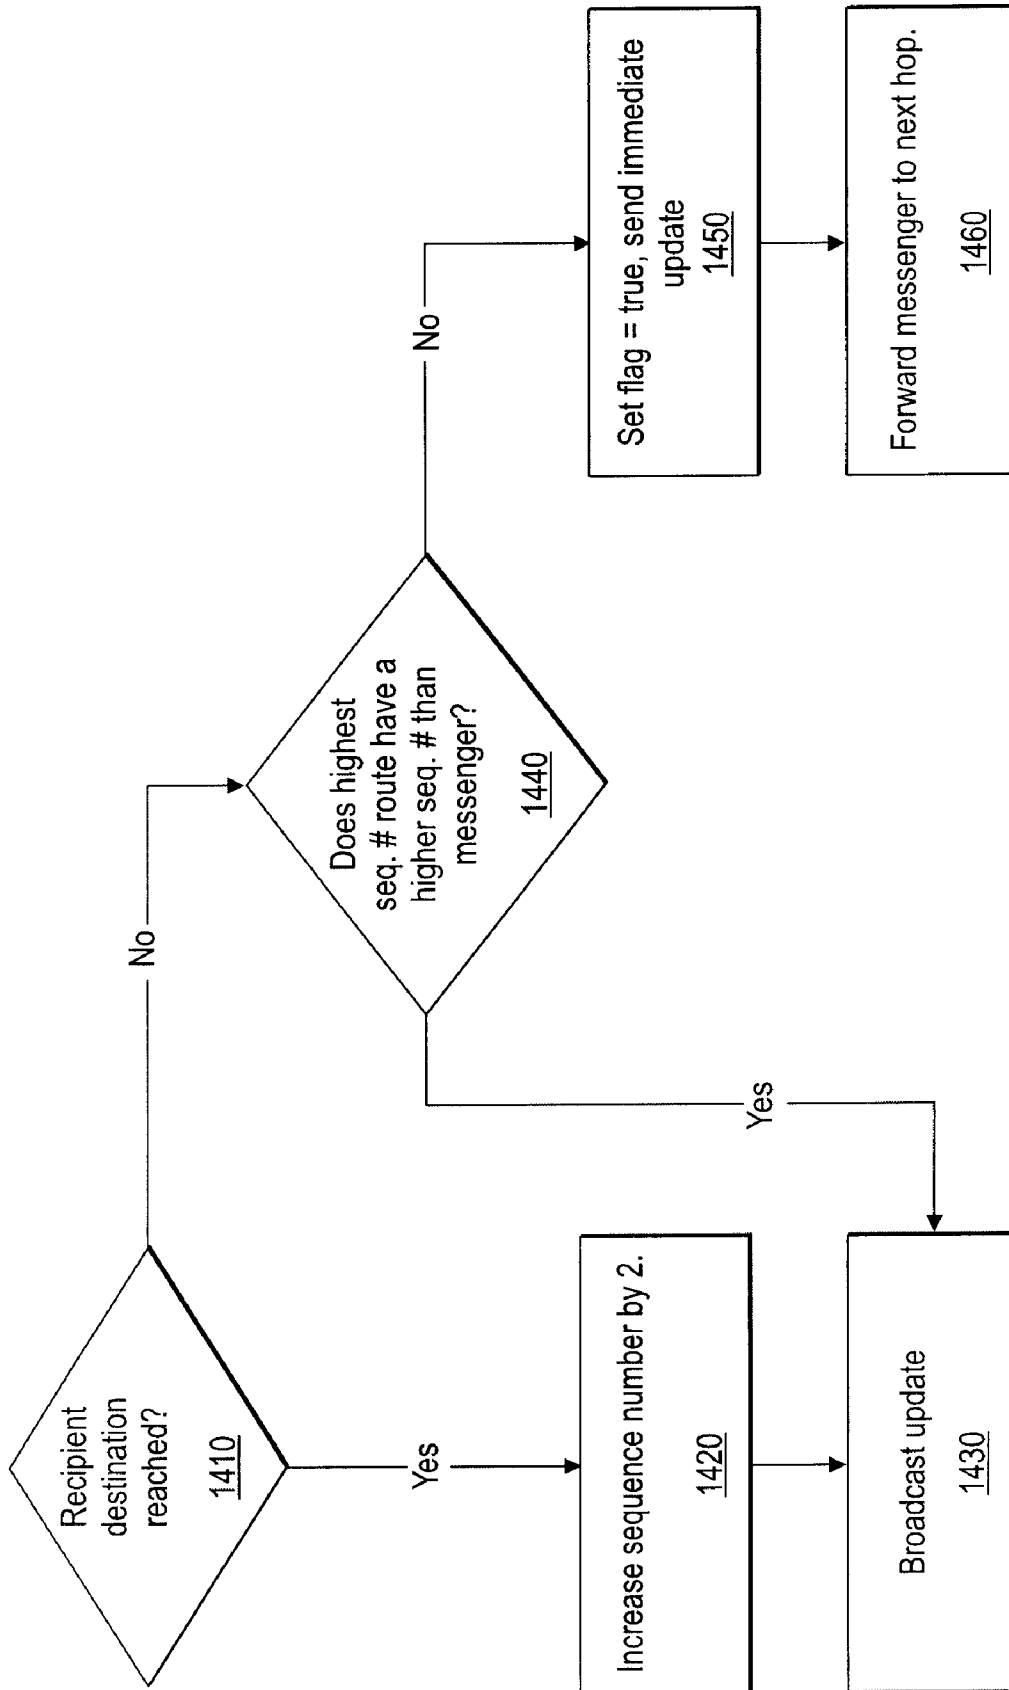 Recipient
destination
reached?
1410
No
Yes
Does highest
seq. # route have a
higher seq. # than
messenger?
1440
No
Yes
Increase sequence number by 2.
1420
Set flag = true, send immediate
update
1450
Broadcast update
1430
Forward messenger to next hop.
1460